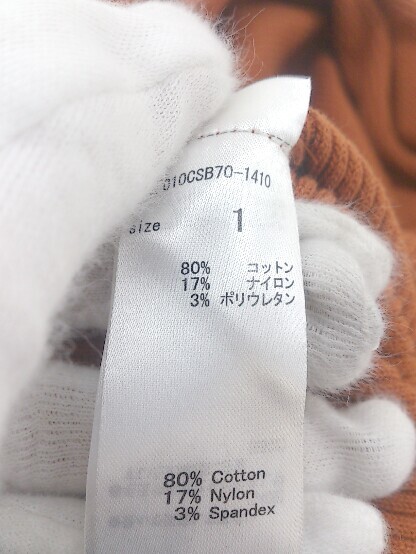 010CSB70-1410
size 1
80% コットン
17% ナイロン
3% ポリウレタン
80% Cotton
17% Nylon
3% Spandex